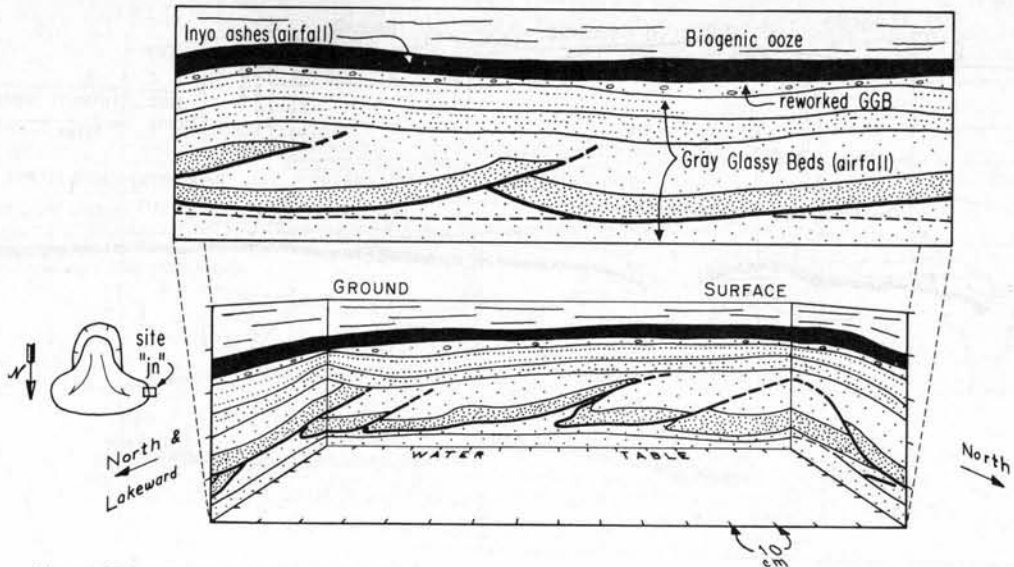 Inyo ashes (airfall)
Biogenic ooze
reworked GGB
Gray Glassy Beds (airfall)
GROUND
SURFACE
site
"jn"
N
North &
Lakeward
WATER
TABLE
North
10
cm